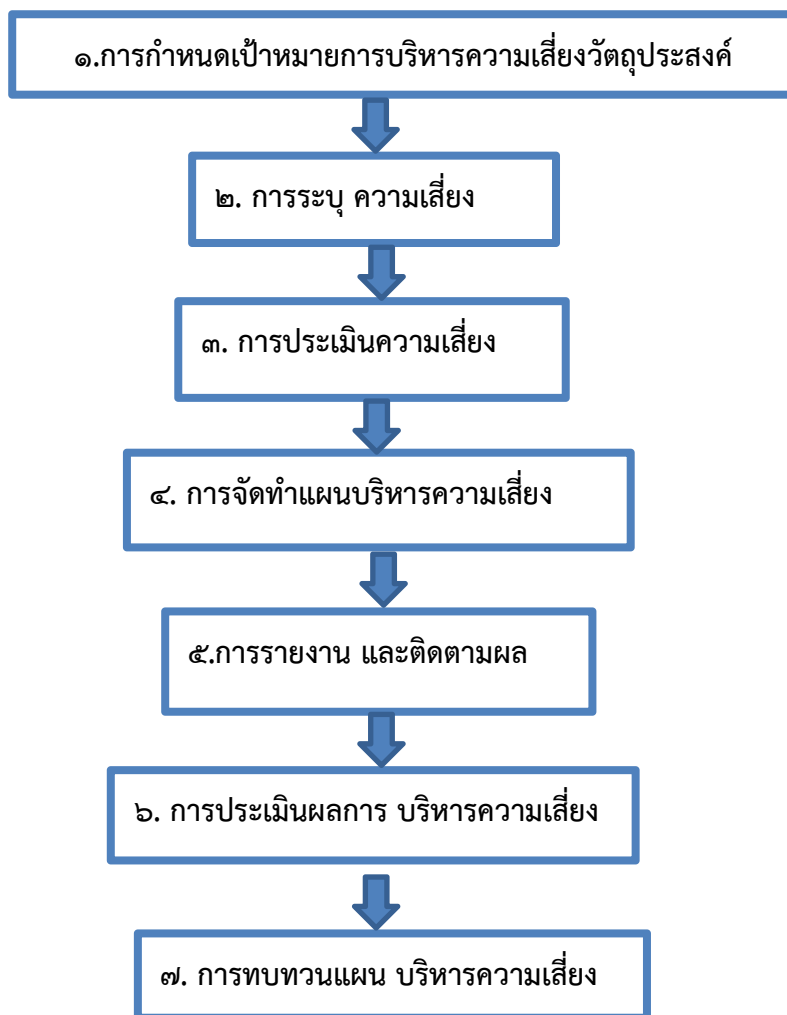 ๑.การกำหนดเป้าหมายการบริหารความเสี่ยงวัตถุประสงค์
๒. การระบุ ความเสี่ยง
๓. การประเมินความเสี่ยง
๔. การจัดทำแผนบริหารความเสี่ยง
๕.การรายงาน และติดตามผล
๖. การประเมินผลการ บริหารความเสี่ยง
๗. การทบทวนแผน บริหารความเสี่ยง